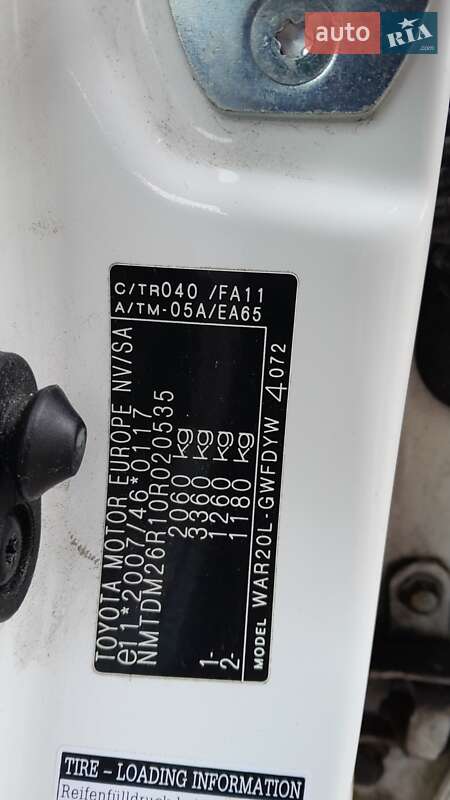 auto RIA
.com
C/TR040 /FA11
A/TM-05A/EA65
TOYOTA MOTOR EUROPE NV/SA
e11*2007/46*0117
NMTDM26R10R020535
2060 kg
3360 kg
1- 1260 kg
2- 1180 kg
MODEL WAR20L-GWFDYW 4072
TIRE - LOADING INFORMATION